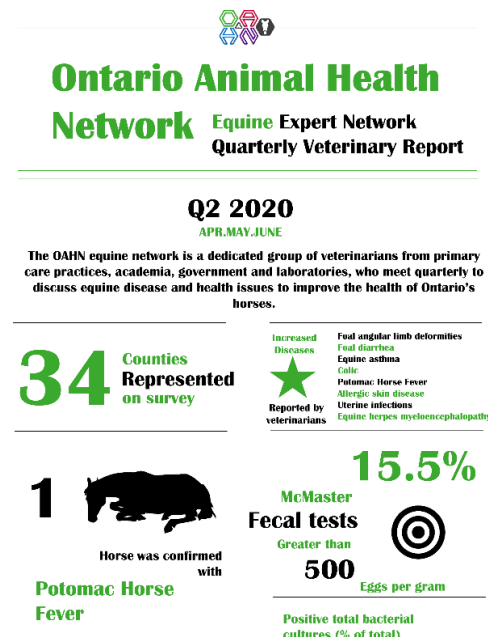 Ontario Animal Health
Network
Equine Expert Network
Quarterly Veterinary Report
Q2 2020
APR.MAY.JUNE
The OAHN equine network is a dedicated group of veterinarians from primary
care practices, academia, government and laboratories, who meet quarterly to
discuss equine disease and health issues to improve the health of Ontario's
horses.
34
Counties
Represented
on survey
Increased
Diseases
Reported by
veterinarians
Foal angular limb deformities
Foal diarrhea
Equine asthma
Colic
Potomac Horse Fever
Allergic skin disease
Uterine infections
Equine herpes myeloencephalopathy
1
Horse was confirmed
with
Potomac Horse
Fever
15.5%
McMaster
Fecal tests
Greater than
500
Eggs per gram
Positive total bacterial
cultures (% of total)